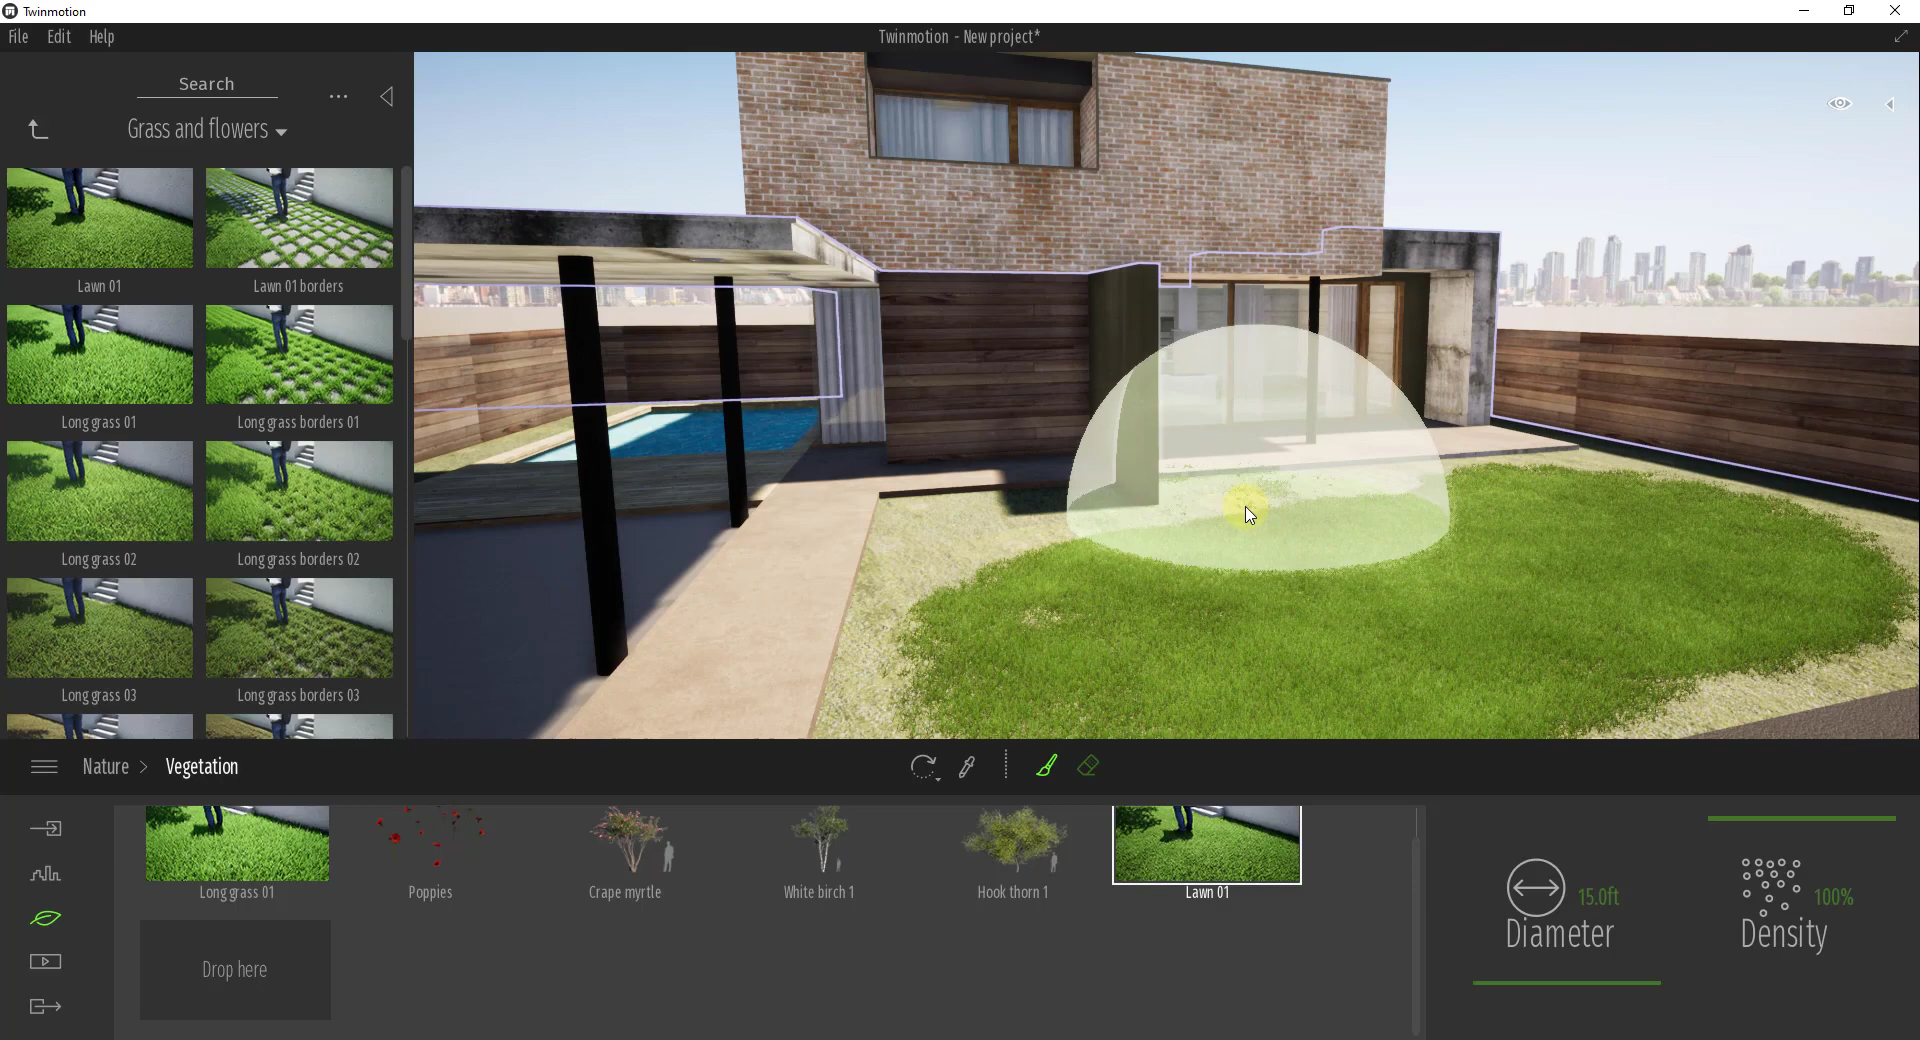 Twinmotion
File Edit Help
Twinmotion - New project*
Search
...
Grass and flowers
Lawn 01
Lawn 01 borders
Long grass 01
Long grass borders 01
Long grass 02
Long grass borders 02
Long grass 03
Long grass borders 03
Nature > Vegetation
Long grass 01
Poppies
Crape myrtle
White birch 1
Hook thorn 1
Lawn 01
Drop here
15.0ft
Diameter
100%
Density